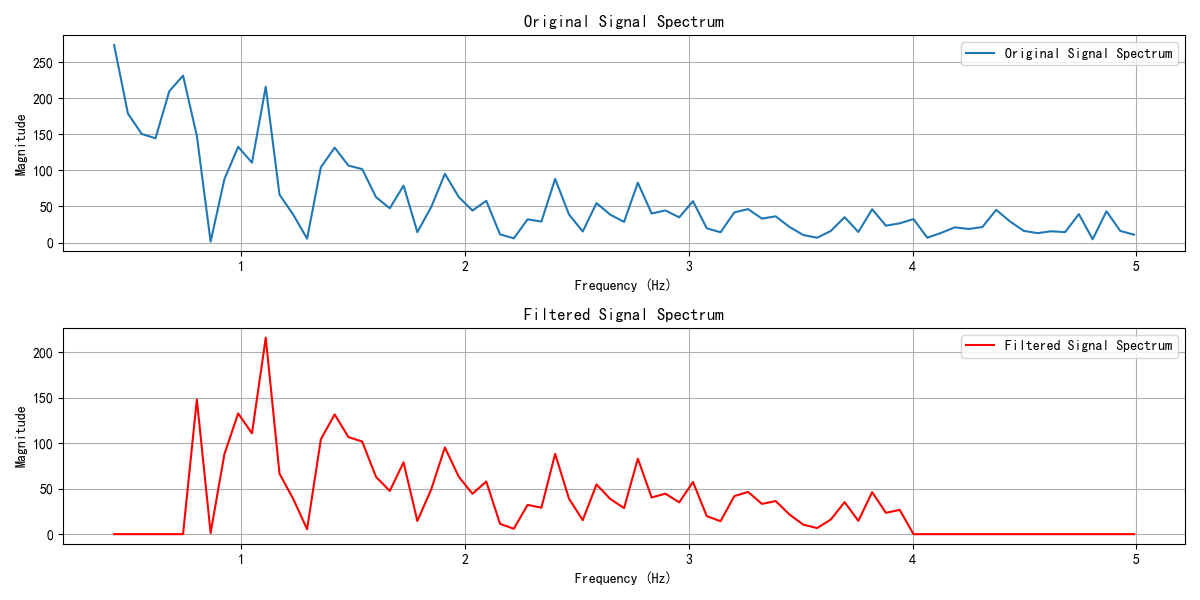 Original Signal Spectrum
Original Signal Spectrum
Magnitude
250
200
150
100
50
0
1
2
3
4
5
Frequency (Hz)
Filtered Signal Spectrum
Filtered Signal Spectrum
Magnitude
200
150
100
50
0
1
2
3
4
5
Frequency (Hz)